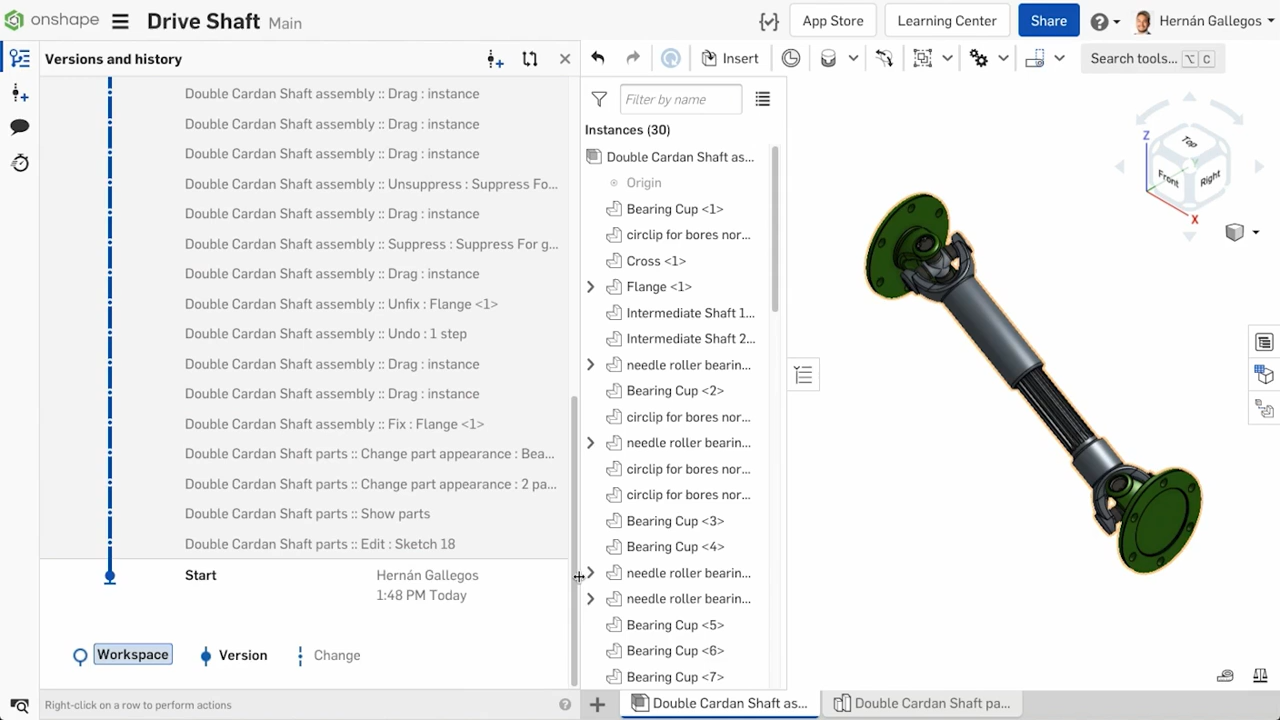 onshape
Drive Shaft Main
App Store
Learning Center
Share
Hernán Gallegos
Versions and history
Insert
Search tools... ⌥ C
Double Cardan Shaft assembly :: Drag : instance
Double Cardan Shaft assembly :: Drag : instance
Double Cardan Shaft assembly :: Drag : instance
Double Cardan Shaft assembly :: Unsuppress : Suppress Fo...
Double Cardan Shaft assembly :: Drag : instance
Double Cardan Shaft assembly :: Suppress : Suppress For g...
Double Cardan Shaft assembly :: Drag : instance
Double Cardan Shaft assembly :: Unfix : Flange <1>
Double Cardan Shaft assembly :: Undo : 1 step
Double Cardan Shaft assembly :: Drag : instance
Double Cardan Shaft assembly :: Drag : instance
Double Cardan Shaft assembly :: Fix : Flange <1>
Double Cardan Shaft parts :: Change part appearance : Bea...
Double Cardan Shaft parts :: Change part appearance : 2 pa...
Double Cardan Shaft parts :: Show parts
Double Cardan Shaft parts :: Edit : Sketch 18
Start
Hernán Gallegos
1:48 PM Today
Workspace
Version
Change
Right-click on a row to perform actions
Filter by name
Instances (30)
Double Cardan Shaft as...
Origin
Bearing Cup <1>
circlip for bores nor...
Cross <1>
Flange <1>
Intermediate Shaft 1...
Intermediate Shaft 2...
needle roller bearin...
Bearing Cup <2>
circlip for bores nor...
needle roller bearin...
circlip for bores nor...
circlip for bores nor...
Bearing Cup <3>
Bearing Cup <4>
needle roller bearin...
needle roller bearin...
Bearing Cup <5>
Bearing Cup <6>
Bearing Cup <7>
Z
Top
Y
Front
Right
X
Double Cardan Shaft as...
Double Cardan Shaft pa...